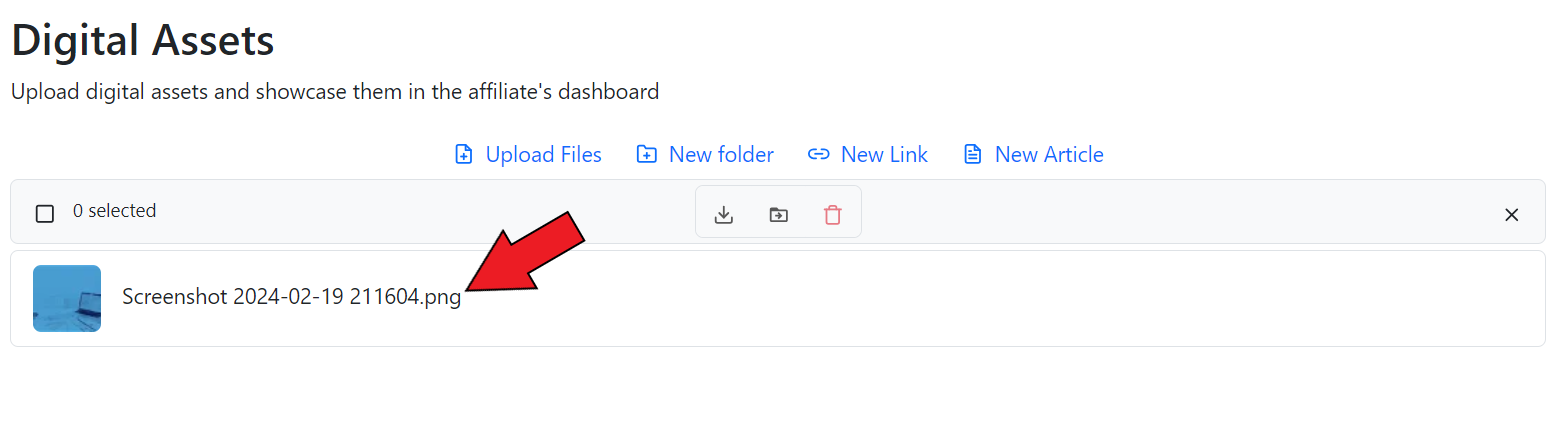 Digital Assets
Upload digital assets and showcase them in the affiliate's dashboard
Upload Files New folder New Link New Article
0 selected
Screenshot 2024-02-19 211604.png